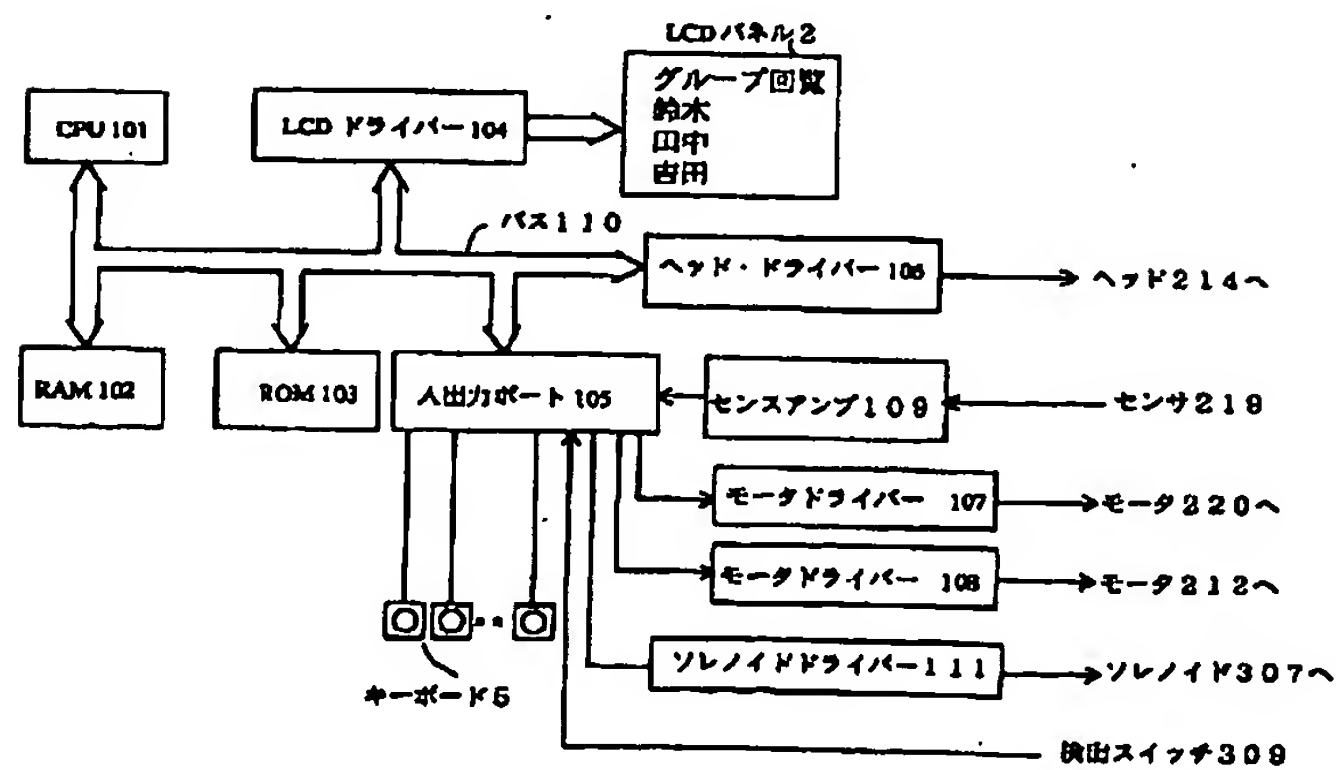 LCDパネル2
グループ回覧
鈴木
田中
吉田
CPU 101
LCD ドライバー104
バス110
ヘッド・ドライバー 106
ヘッド214へ
RAM 102
ROM 103
入出力ポート 105
センスアンプ109
センサ219
モータドライバー 107
モータ220へ
モータドライバー 108
モータ212へ
ソレノイドドライバー111
ソレノイド307へ
キーボード5
検出スイッチ309